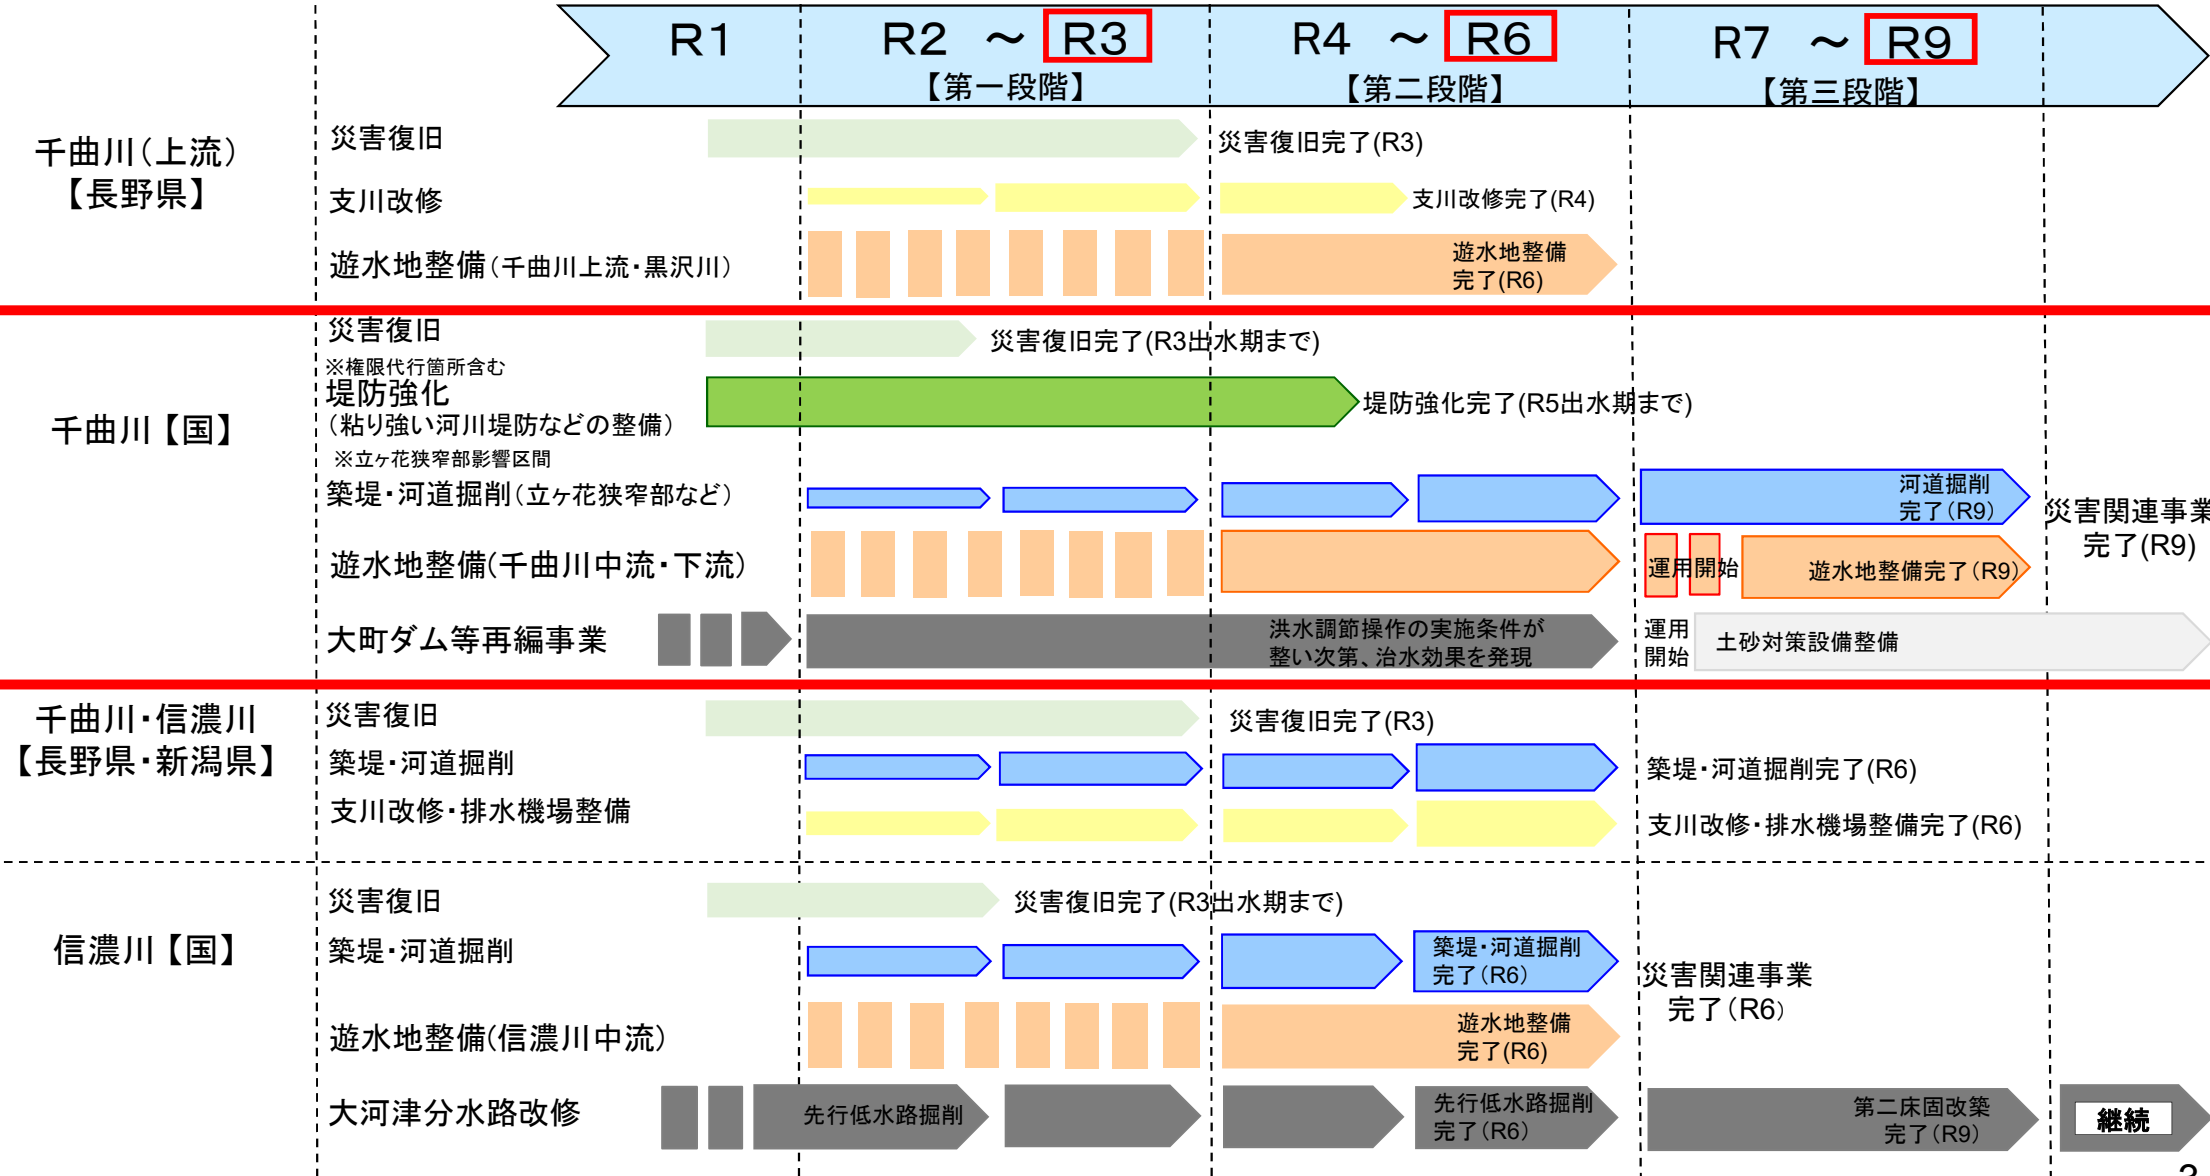 R1
R2 ～ R3
【第一段階】
R4 ～ R6
【第二段階】
R7 ～ R9
【第三段階】
千曲川（上流）
【長野県】
災害復旧
災害復旧完了(R3)
支川改修
支川改修完了(R4)
遊水地整備（千曲川上流・黒沢川）
遊水地整備
完了(R6)
千曲川【国】
災害復旧
※権限代行箇所含む
災害復旧完了(R3出水期まで)
堤防強化
（粘り強い河川堤防などの整備）
堤防強化完了(R5出水期まで)
※立ヶ花狭窄部影響区間
築堤・河道掘削（立ヶ花狭窄部など）
河道掘削
完了（R9）
災害関連事業
完了(R9)
遊水地整備(千曲川中流・下流)
運用開始
遊水地整備完了（R9）
大町ダム等再編事業
洪水調節操作の実施条件が
整い次第、治水効果を発現
運用
開始
土砂対策設備整備
千曲川・信濃川
【長野県・新潟県】
災害復旧
災害復旧完了(R3)
築堤・河道掘削
築堤・河道掘削完了(R6)
支川改修・排水機場整備
支川改修・排水機場整備完了(R6)
信濃川【国】
災害復旧
災害復旧完了(R3出水期まで)
築堤・河道掘削
築堤・河道掘削
完了（R6）
災害関連事業
完了（R6）
遊水地整備(信濃川中流)
遊水地整備
完了(R6)
大河津分水路改修
先行低水路掘削
先行低水路掘削
完了（R6）
第二床固改築
完了（R9）
継続